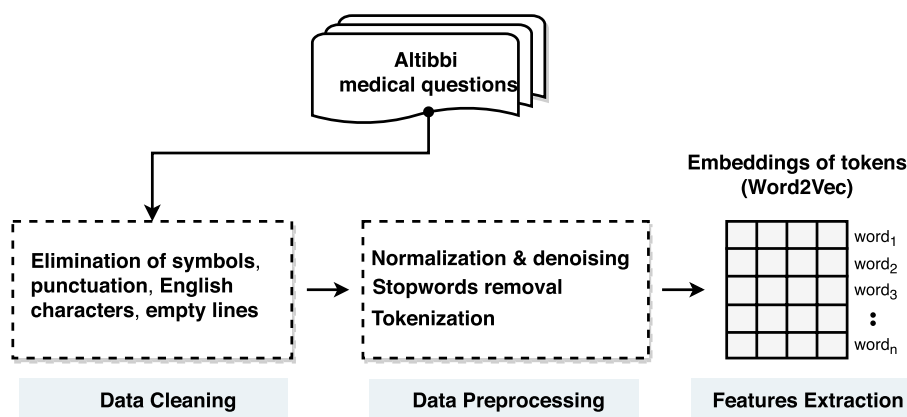 Altibbi
medical questions
Embeddings of tokens
(Word2Vec)
Elimination of symbols,
punctuation, English
characters, empty lines
Normalization & denoising
Stopwords removal
Tokenization
word1
word2
word3
:
wordn
Data Cleaning
Data Preprocessing
Features Extraction